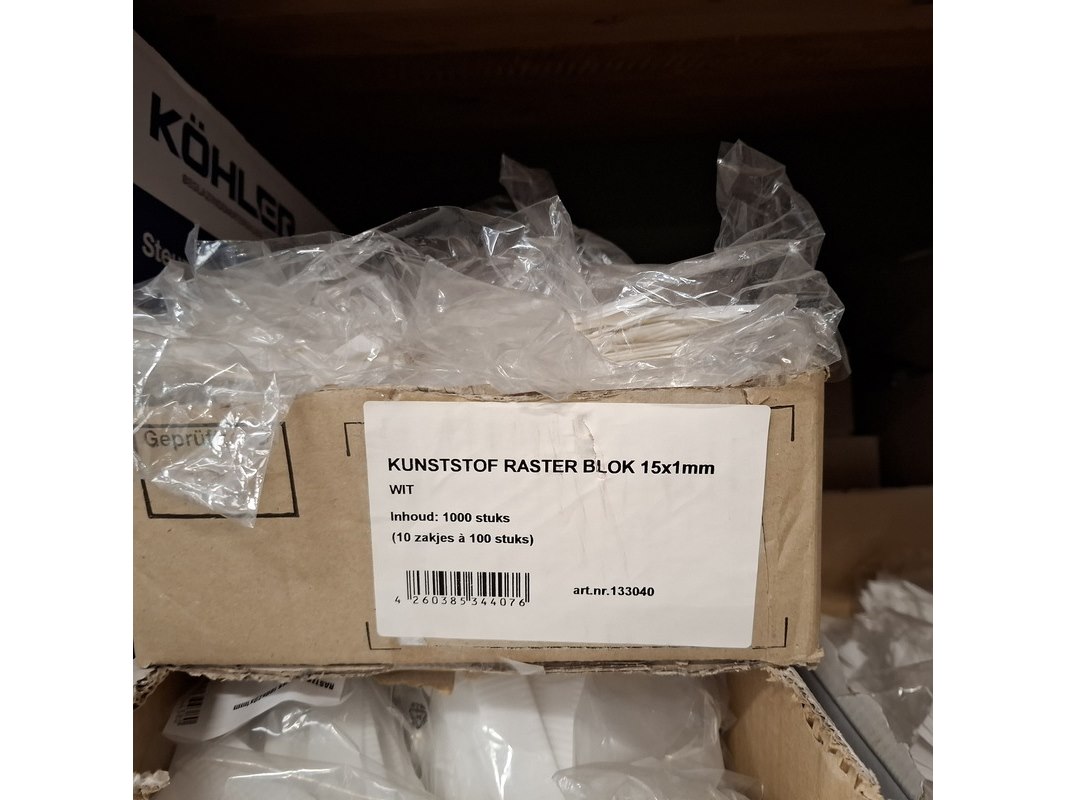 KÖHLER
KUNSTSTOF RASTER BLOK 15x1mm
WIT
Inhoud: 1000 stuks
(10 zakjes à 100 stuks)
4 260385 344076
art.nr.133040